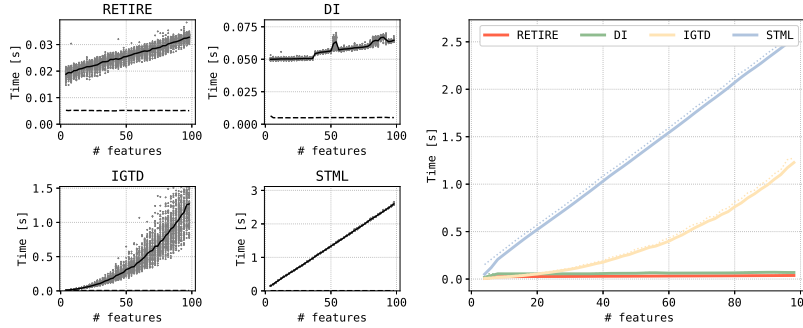 RETIRE
Time [s]
0.03
0.02
0.01
0.00
0
50
100
# features
DI
Time [s]
0.075
0.050
0.025
0.000
0
50
100
# features
IGTD
Time [s]
1.5
1.0
0.5
0.0
0
50
100
# features
STML
Time [s]
3
2
1
0
0
50
100
# features
RETIRE DI IGTD STML
Time [s]
2.5
2.0
1.5
1.0
0.5
0.0
0
20
40
60
80
100
# features